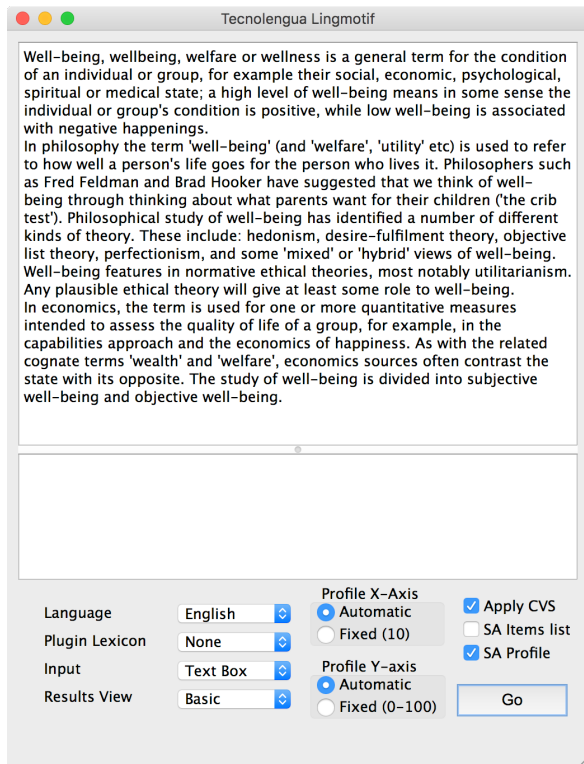 Tecnolengua Lingmotif
Well-being, wellbeing, welfare or wellness is a general term for the condition
of an individual or group, for example their social, economic, psychological,
spiritual or medical state; a high level of well-being means in some sense the
individual or group's condition is positive, while low well-being is associated
with negative happenings.
In philosophy the term 'well-being' (and 'welfare', 'utility' etc) is used to refer
to how well a person's life goes for the person who lives it. Philosophers such
as Fred Feldman and Brad Hooker have suggested that we think of well-
being through thinking about what parents want for their children ('the crib
test'). Philosophical study of well-being has identified a number of different
kinds of theory. These include: hedonism, desire-fulfilment theory, objective
list theory, perfectionism, and some 'mixed' or 'hybrid' views of well-being.
Well-being features in normative ethical theories, most notably utilitarianism.
Any plausible ethical theory will give at least some role to well-being.
In economics, the term is used for one or more quantitative measures
intended to assess the quality of life of a group, for example, in the
capabilities approach and the economics of happiness. As with the related
cognate terms 'wealth' and 'welfare', economics sources often contrast the
state with its opposite. The study of well-being is divided into subjective
well-being and objective well-being.
Language English
Plugin Lexicon None
Input Text Box
Results View Basic
Profile X-Axis
Automatic
Fixed (10)
Profile Y-axis
Automatic
Fixed (0-100)
Apply CVS
SA Items list
SA Profile
Go